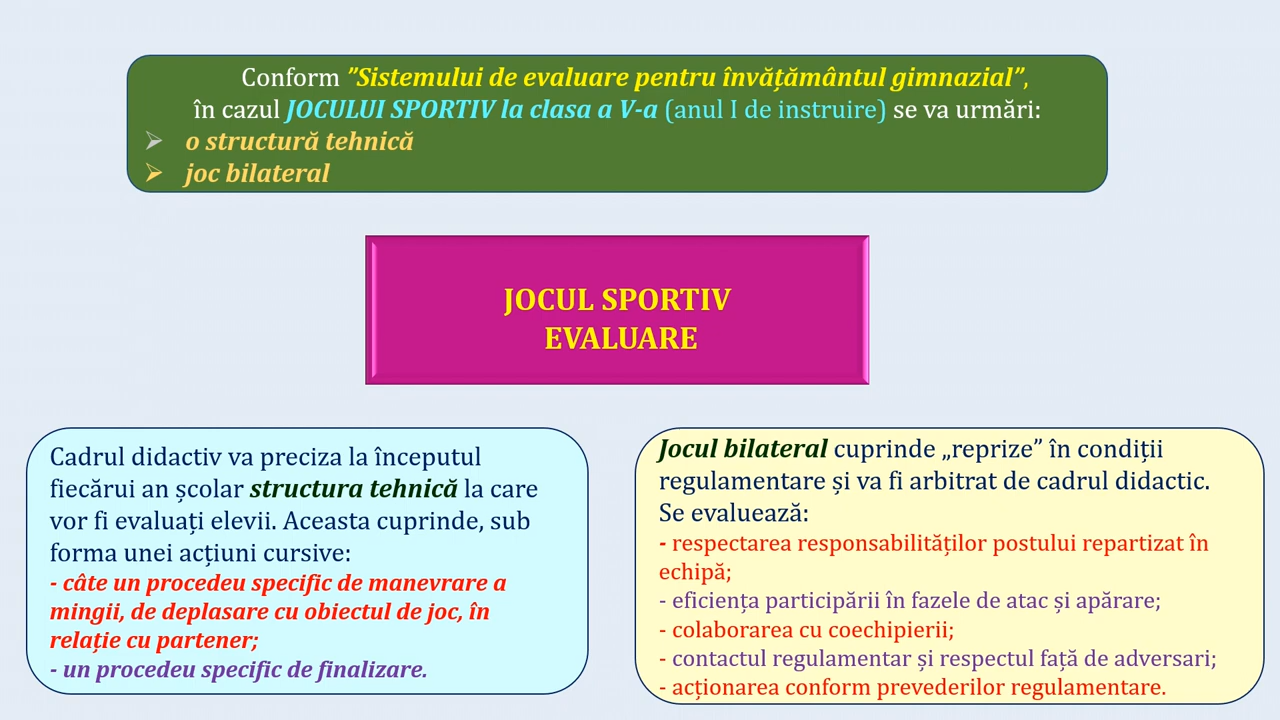 Conform ”Sistemului de evaluare pentru învățământul gimnazial”,
în cazul JOCULUI SPORTIV la clasa a V-a (anul I de instruire) se va urmări:
➢ o structură tehnică
➢ joc bilateral
JOCUL SPORTIV
EVALUARE
Cadrul didactiv va preciza la începutul
fiecărui an școlar structura tehnică la care
vor fi evaluați elevii. Aceasta cuprinde, sub
forma unei acțiuni cursive:
- câte un procedeu specific de manevrare a
mingii, de deplasare cu obiectul de joc, în
relație cu partener;
- un procedeu specific de finalizare.
Jocul bilateral cuprinde „reprize” în condiții
regulamentare și va fi arbitrat de cadrul didactic.
Se evaluează:
- respectarea responsabilităților postului repartizat în
echipă;
- eficiența participării în fazele de atac și apărare;
- colaborarea cu coechipierii;
- contactul regulamentar și respectul față de adversari;
- acționarea conform prevederilor regulamentare.